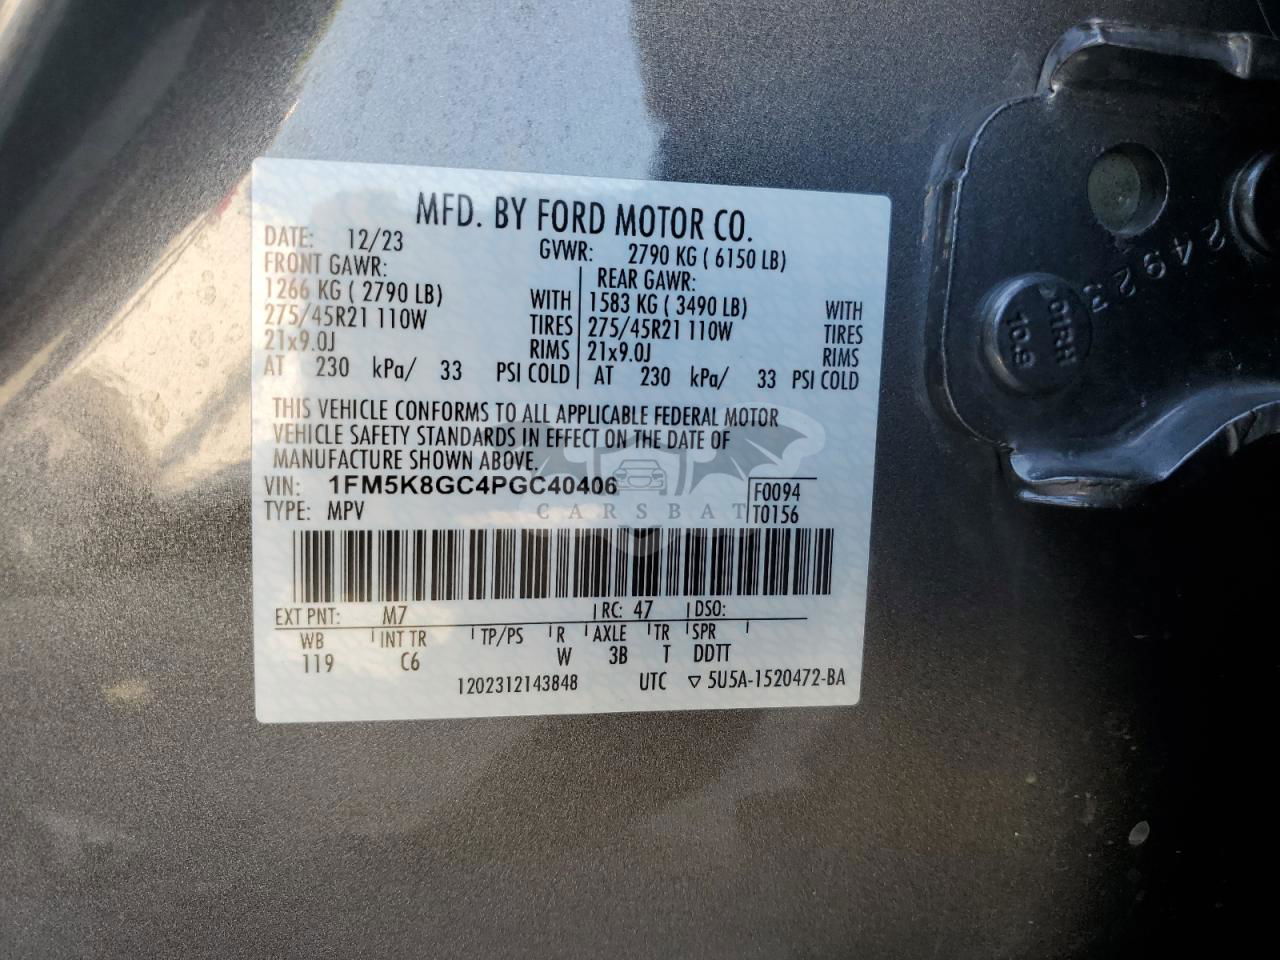 MFD. BY FORD MOTOR CO.
DATE: 12/23 GVWR: 2790 KG ( 6150 LB)
FRONT GAWR: REAR GAWR:
1266 KG ( 2790 LB) WITH 1583 KG ( 3490 LB) WITH
275/45R21 110W TIRES 275/45R21 110W TIRES
21x9.0J RIMS 21x9.0J RIMS
AT 230 kPa/ 33 PSI COLD AT 230 kPa/ 33 PSI COLD
THIS VEHICLE CONFORMS TO ALL APPLICABLE FEDERAL MOTOR
VEHICLE SAFETY STANDARDS IN EFFECT ON THE DATE OF
MANUFACTURE SHOWN ABOVE.
VIN: 1FM5K8GC4PGC40406 F0094
TYPE: MPV T0156
CARSBAT
EXT PNT: M7 RC: 47 DSO:
WB INT TR TP/PS R AXLE TR SPR
119 C6 W 3B T DDTT
1202312143848 UTC ▽ 5U5A-1520472-BA
24923
01RH
10.9